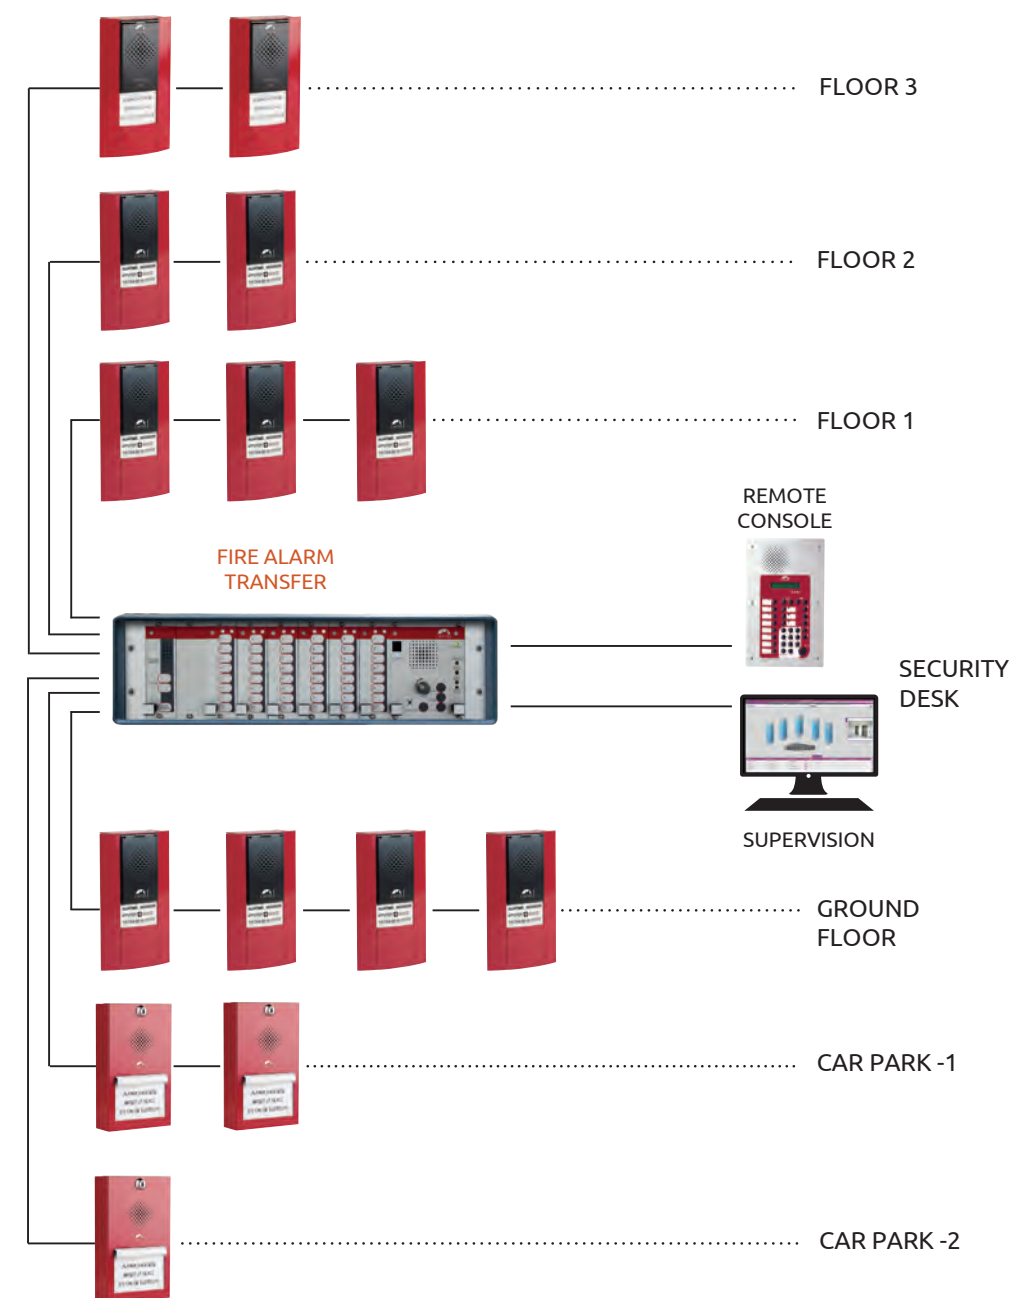 FLOOR 3
FLOOR 2
FLOOR 1
REMOTE
CONSOLE
FIRE ALARM
TRANSFER
SECURITY
DESK
SUPERVISION
GROUND
FLOOR
CAR PARK -1
CAR PARK -2